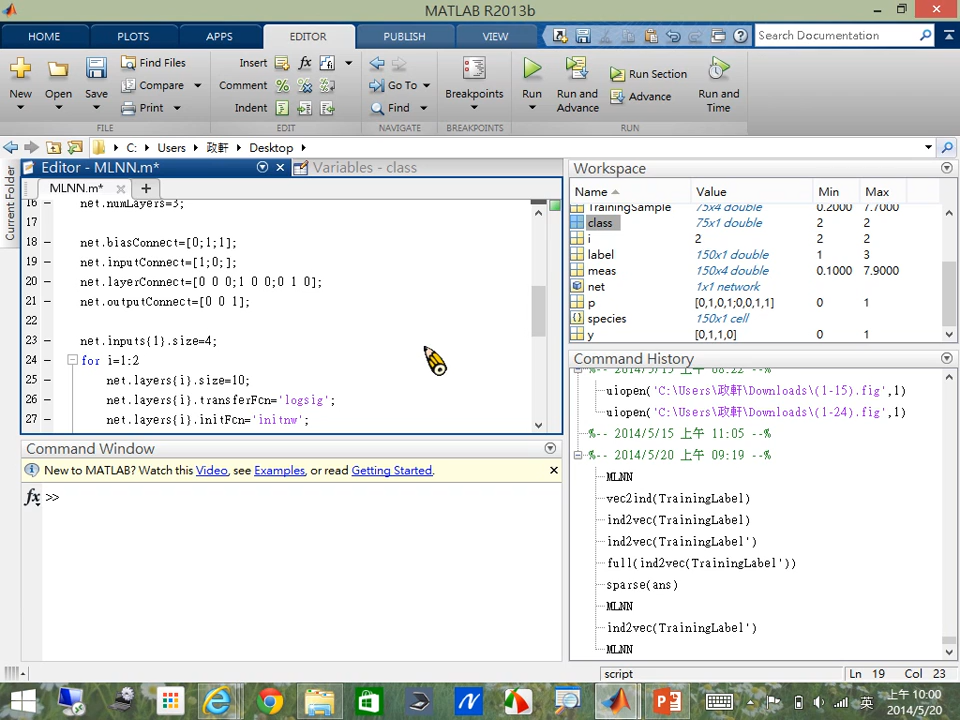 MATLAB R2013b
HOME PLOTS APPS EDITOR PUBLISH VIEW Search Documentation
New Open Save Find Files Compare Print Insert fx Comment Indent Go To Find Breakpoints Run Run and Advance Run Section Advance Run and Time
FILE EDIT NAVIGATE BREAKPOINTS RUN
C: Users 政軒 Desktop
Current Folder
Editor - MLNN.m*
Variables - class
MLNN.m*
16 net.numLayers=3;
17
18 net.biasConnect=[0;1;1];
19 net.inputConnect=[1;0;];
20 net.layerConnect=[0 0 0;1 0 0;0 1 0];
21 net.outputConnect=[0 0 1];
22
23 net.inputs{1}.size=4;
24 for i=1:2
25 net.layers{i}.size=10;
26 net.layers{i}.transferFcn='logsig';
27 net.layers{i}.initFcn='initnw';
Command Window
New to MATLAB? Watch this Video, see Examples, or read Getting Started.
fx >>
Workspace
Name Value Min Max
TrainingSample 75x4 double 0.2000 7.7000
class 75x1 double 2 2
i 2 2 2
label 150x1 double 1 3
meas 150x4 double 0.1000 7.9000
net 1x1 network
p [0,1,0,1;0,0,1,1] 0 1
species 150x1 cell
y [0,1,1,0] 0 1
Command History
%-- 2014/5/15 上午 08:22 --%
uiopen('C:\Users\政軒\Downloads\(1-15).fig',1)
uiopen('C:\Users\政軒\Downloads\(1-24).fig',1)
%-- 2014/5/15 上午 11:05 --%
%-- 2014/5/20 上午 09:19 --%
MLNN
vec2ind(TrainingLabel)
ind2vec(TrainingLabel)
ind2vec(TrainingLabel')
full(ind2vec(TrainingLabel'))
sparse(ans)
MLNN
ind2vec(TrainingLabel')
MLNN
script Ln 19 Col 23
英
上午 10:00
2014/5/20